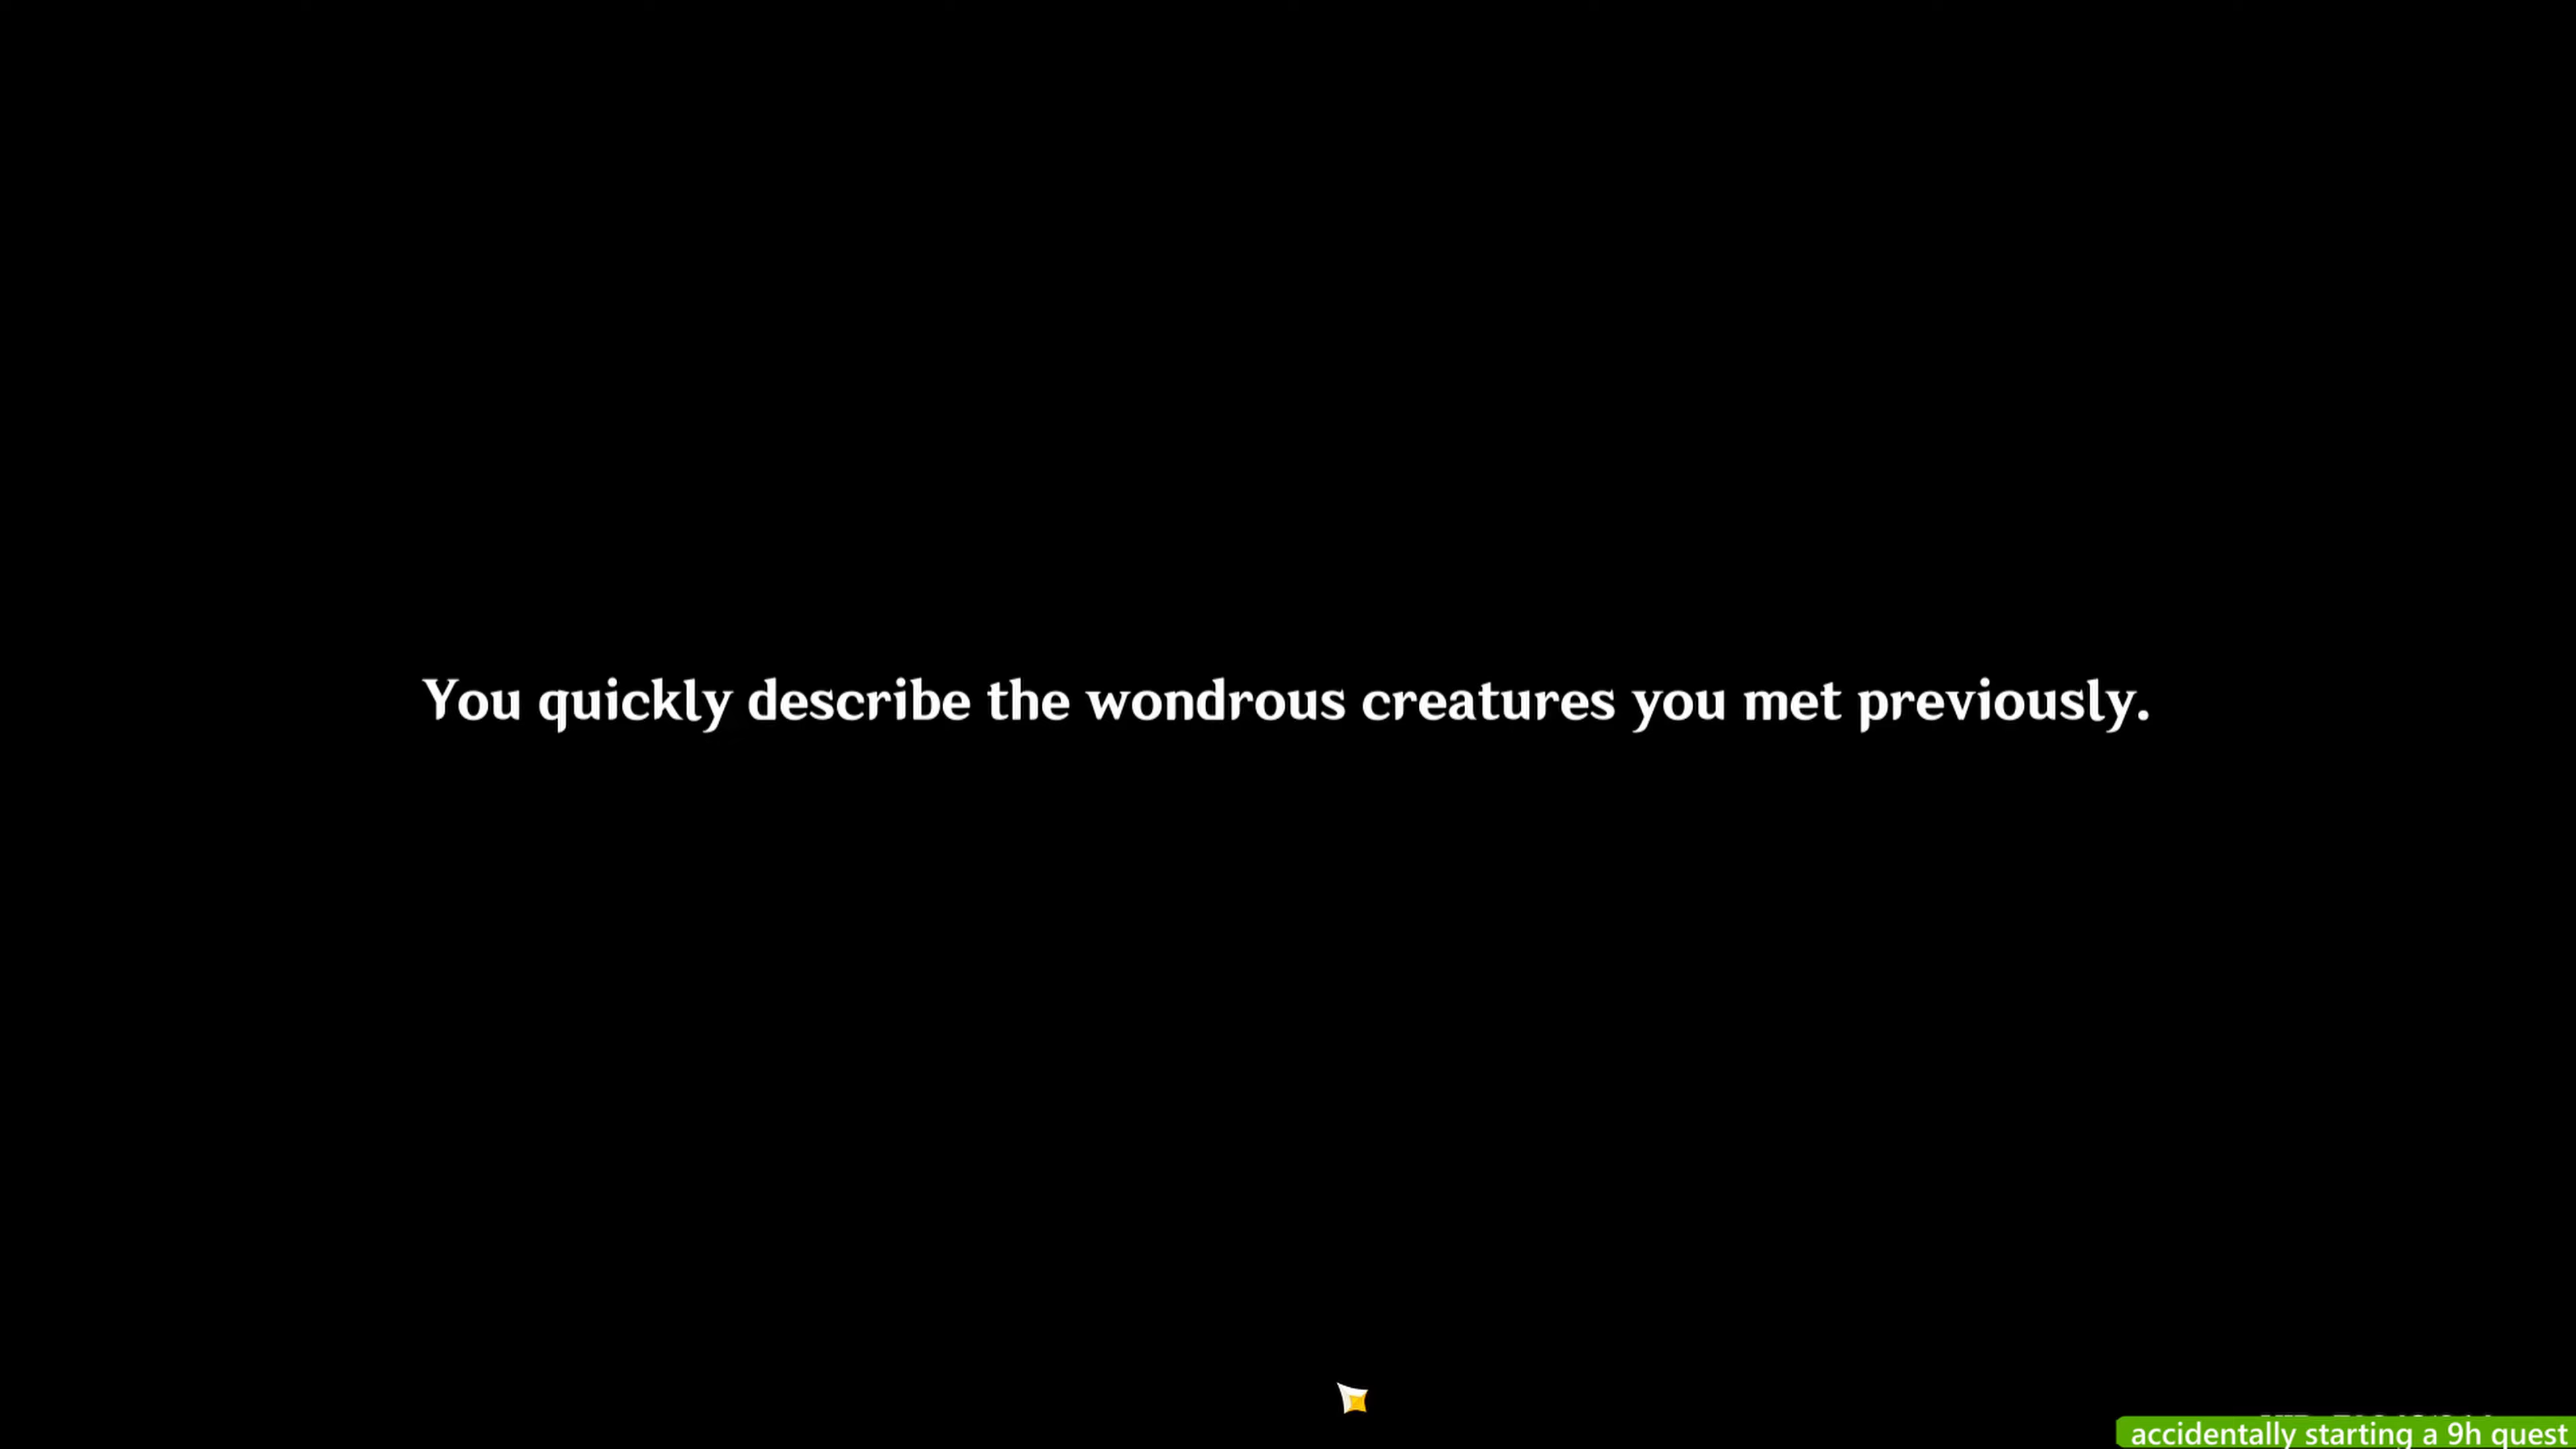 You quickly describe the wondrous creatures you met previously.
accidentally starting a 9h quest